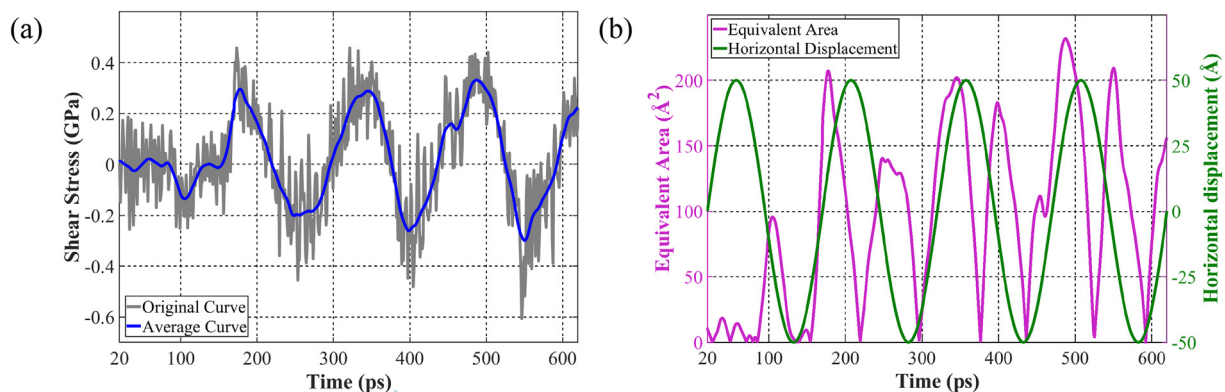 (a)
Shear Stress (GPa)
0.4
0.2
0
-0.2
-0.4
-0.6
Original Curve
Average Curve
20 100 200 300 400 500 600
Time (ps)
(b)
Equivalent Area (Å²)
200
150
100
50
0
Equivalent Area
Horizontal Displacement
50
25
0
-25
-50
Horizontal displacement (Å)
20 100 200 300 400 500 600
Time (ps)